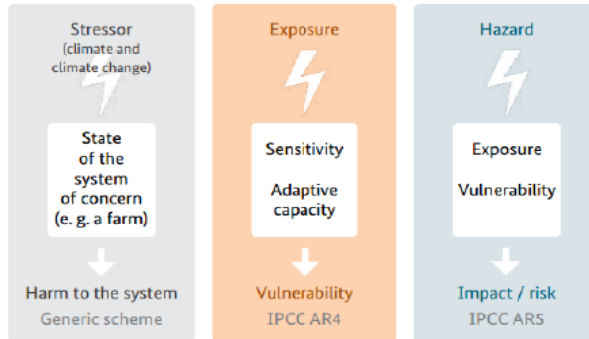 Stressor
(climate and
climate change)
State
of the
system
of concern
(e. g. a farm)
Harm to the system
Generic scheme
Exposure
Sensitivity
Adaptive
capacity
Vulnerability
IPCC AR4
Hazard
Exposure
Vulnerability
Impact / risk
IPCC AR5